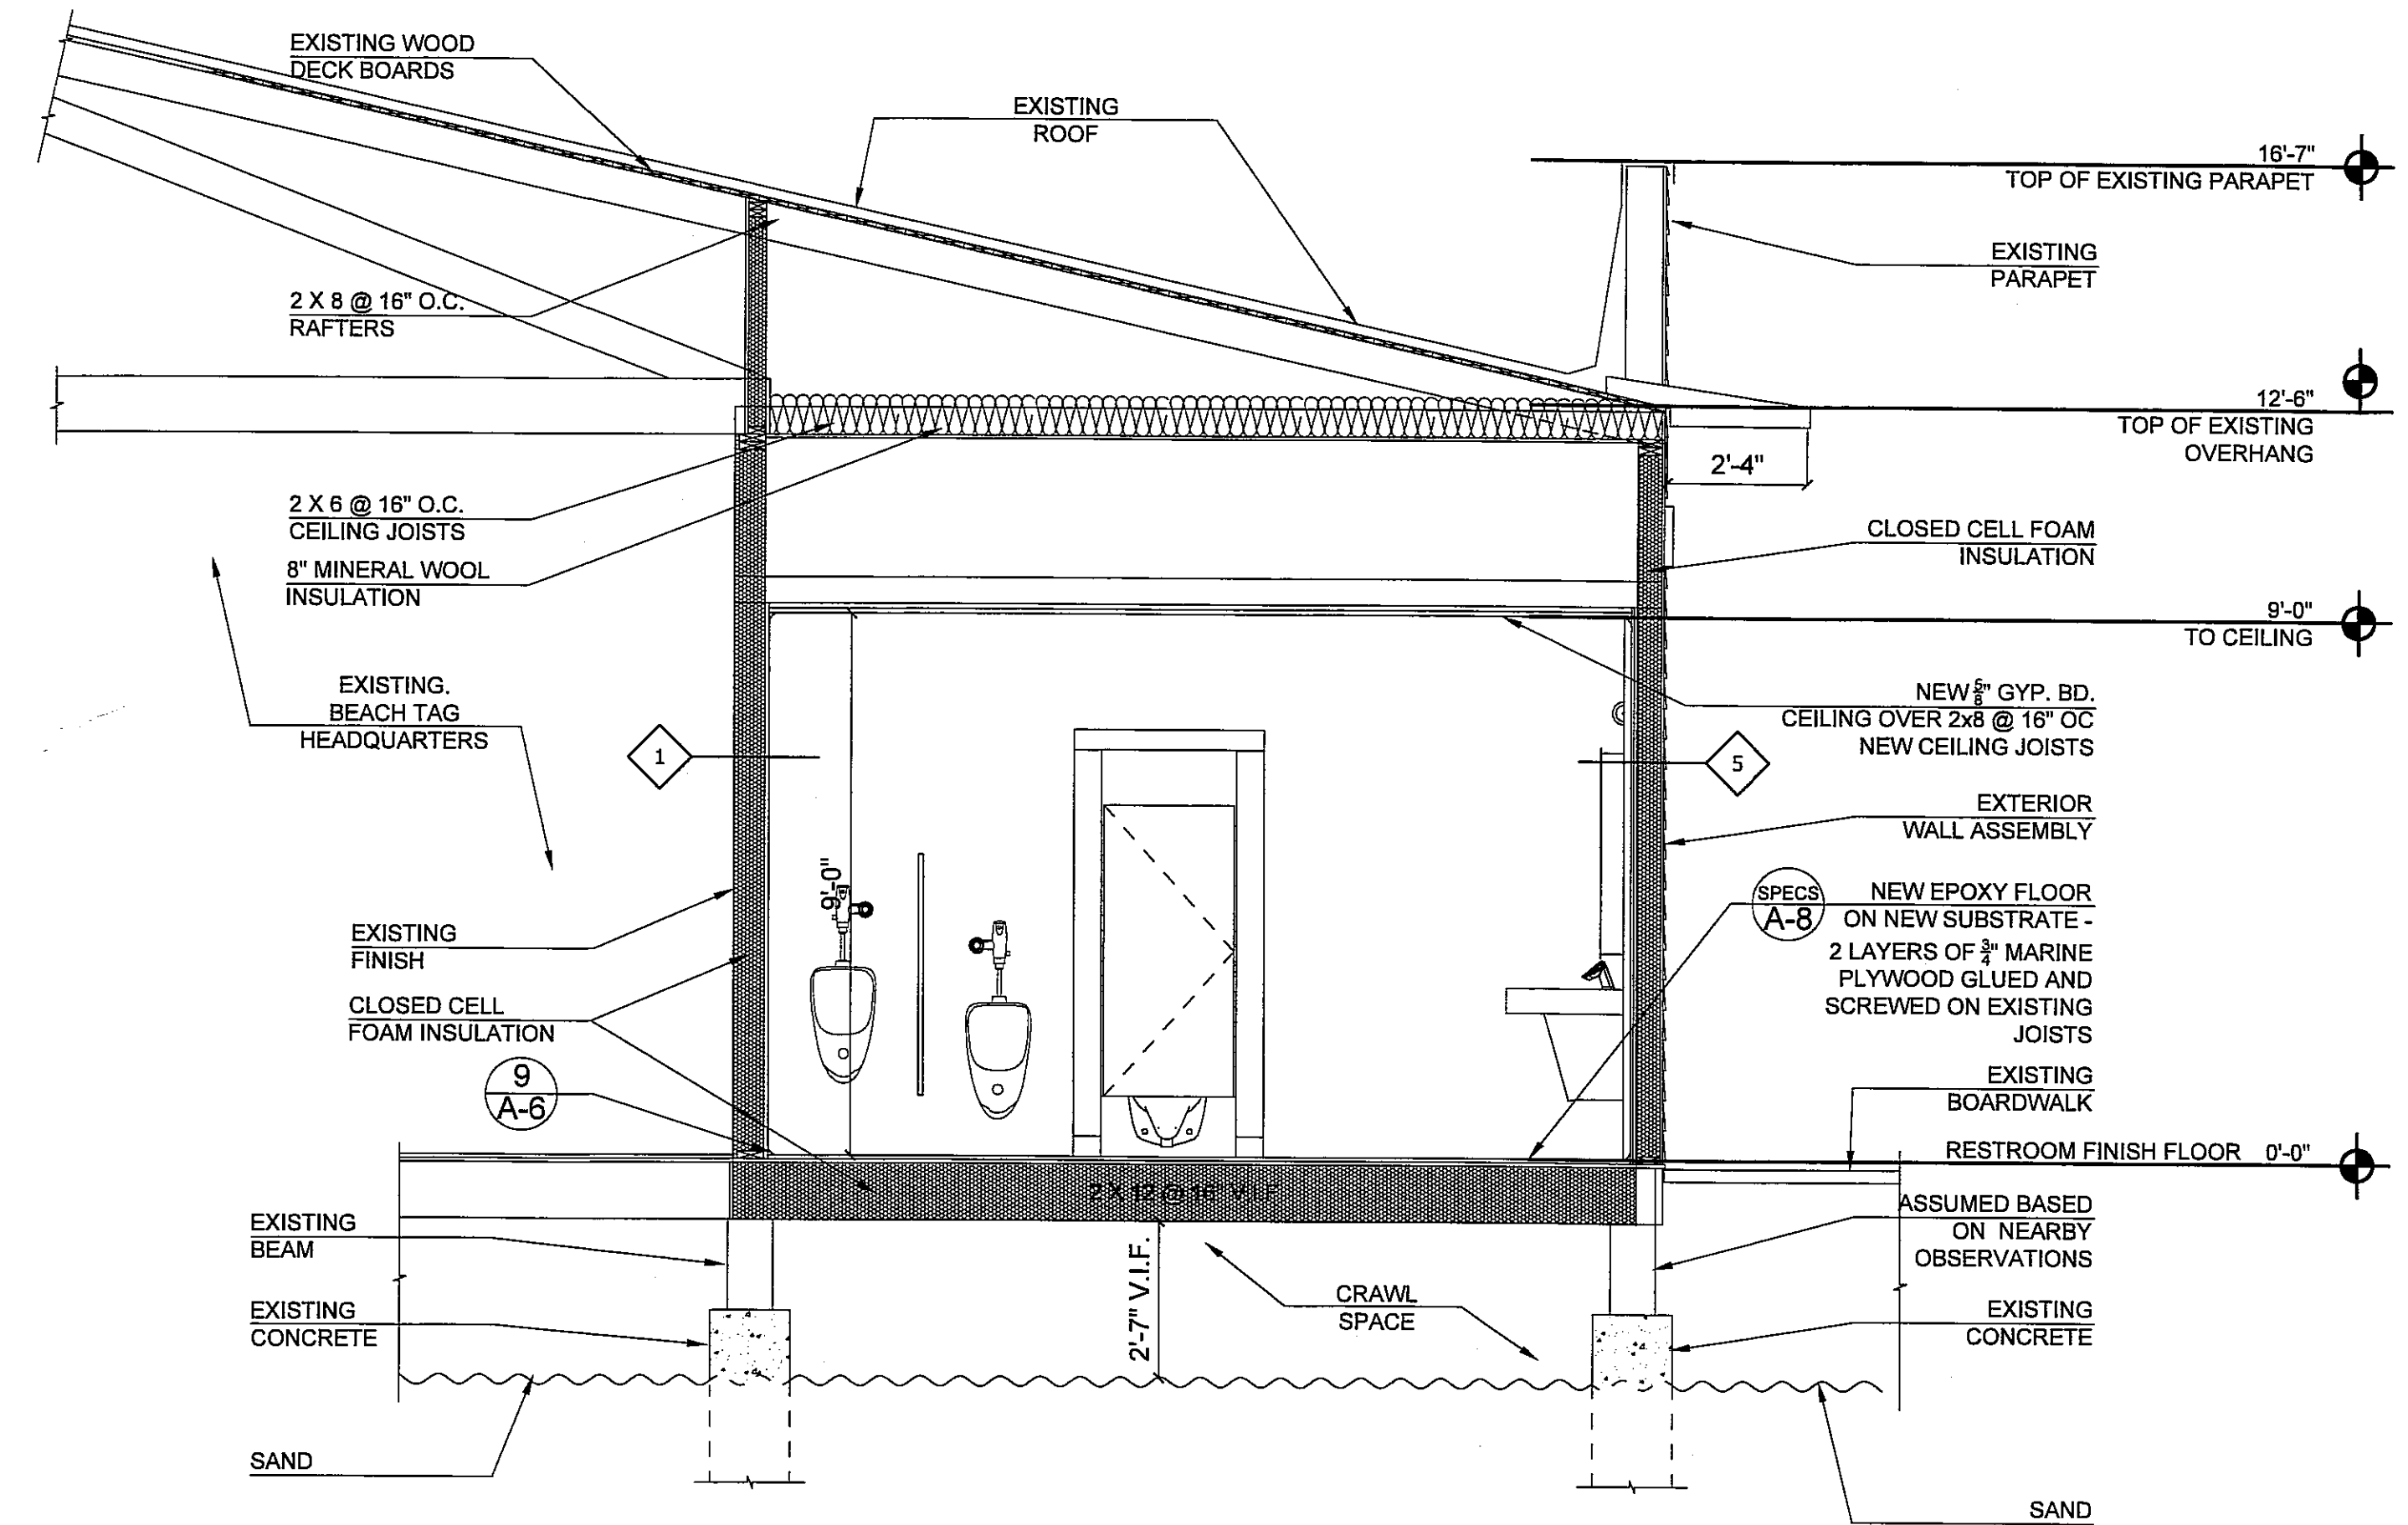 EXISTING WOOD
DECK BOARDS
EXISTING
ROOF
16'-7"
TOP OF EXISTING PARAPET
EXISTING
PARAPET
2 X 8 @ 16" O.C.
RAFTERS
12'-6"
TOP OF EXISTING
OVERHANG
2'-4"
2 X 6 @ 16" O.C.
CEILING JOISTS
8" MINERAL WOOL
INSULATION
CLOSED CELL FOAM
INSULATION
9'-0"
TO CEILING
EXISTING.
BEACH TAG
HEADQUARTERS
1
5
NEW 5/8" GYP. BD.
CEILING OVER 2x8 @ 16" OC
NEW CEILING JOISTS
EXTERIOR
WALL ASSEMBLY
9'-0"
SPECS
A-8
NEW EPOXY FLOOR
ON NEW SUBSTRATE -
2 LAYERS OF 3/4" MARINE
PLYWOOD GLUED AND
SCREWED ON EXISTING
JOISTS
EXISTING
FINISH
CLOSED CELL
FOAM INSULATION
9
A-6
EXISTING
BOARDWALK
RESTROOM FINISH FLOOR 0'-0"
2 X 12 @ 16" V.I.F.
EXISTING
BEAM
ASSUMED BASED
ON NEARBY
OBSERVATIONS
2'-7" V.I.F.
CRAWL
SPACE
EXISTING
CONCRETE
EXISTING
CONCRETE
SAND
SAND